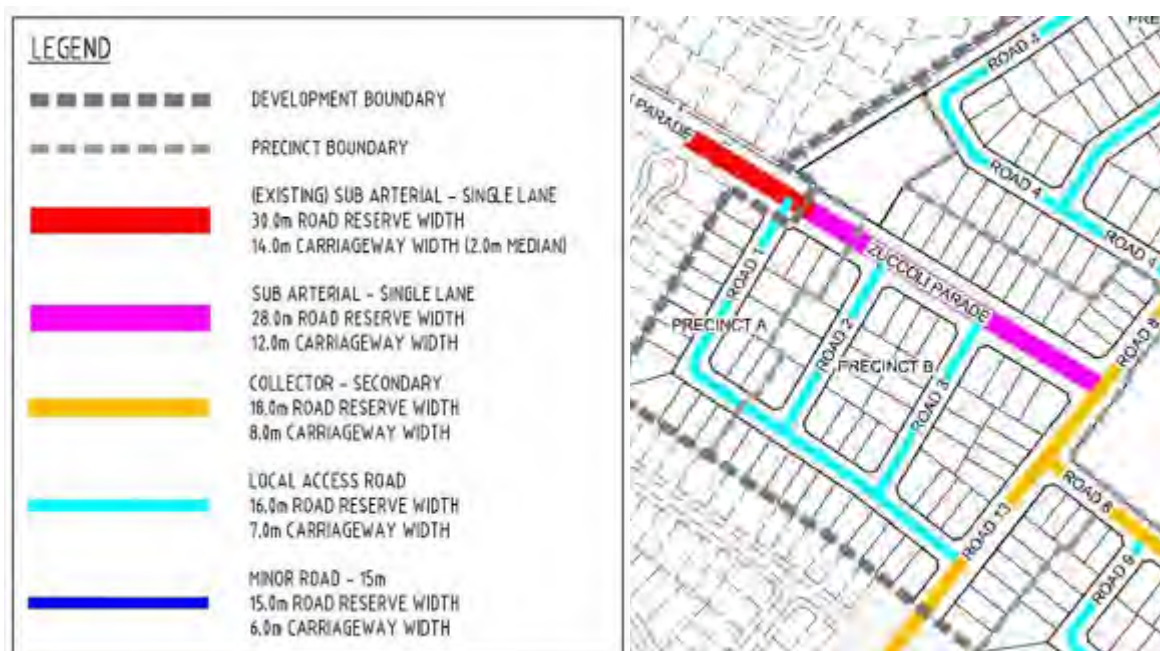 LEGEND
DEVELOPMENT BOUNDARY
PRECINCT BOUNDARY
(EXISTING) SUB ARTERIAL - SINGLE LANE
30.0m ROAD RESERVE WIDTH
14.0m CARRIAGEWAY WIDTH (2.0m MEDIAN)
SUB ARTERIAL - SINGLE LANE
28.0m ROAD RESERVE WIDTH
12.0m CARRIAGEWAY WIDTH
COLLECTOR - SECONDARY
18.0m ROAD RESERVE WIDTH
8.0m CARRIAGEWAY WIDTH
LOCAL ACCESS ROAD
16.0m ROAD RESERVE WIDTH
7.0m CARRIAGEWAY WIDTH
MINOR ROAD - 15m
15.0m ROAD RESERVE WIDTH
6.0m CARRIAGEWAY WIDTH
PRE
ROAD 4
PARADE
ROAD 4
ROAD 4
ROAD 1
ZUCCOLI PARADE
PRECINCT A
ROAD 2
PRECINCT B
ROAD 3
ROAD 13
ROAD 9